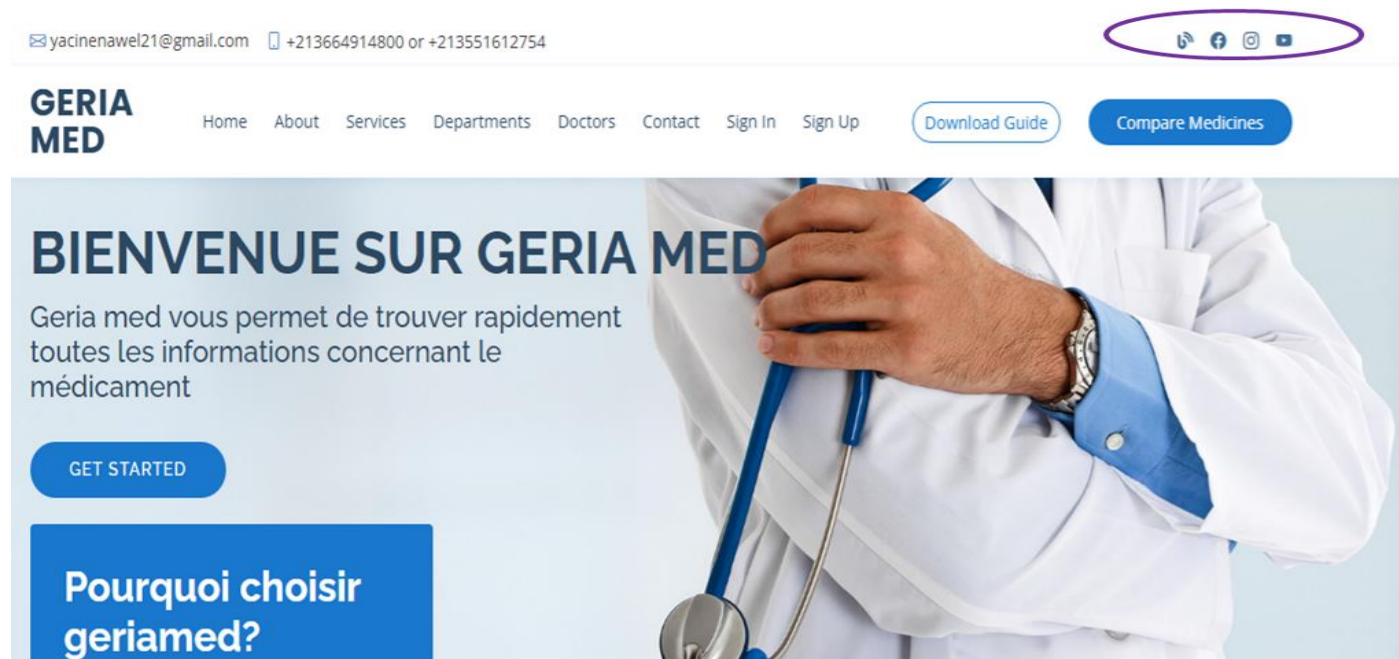 yacinenawel21@gmail.com +213664914800 or +213551612754
GERIA
MED
Home About Services Departments Doctors Contact Sign In Sign Up Download Guide Compare Medicines
BIENVENUE SUR GERIA MED
Geria med vous permet de trouver rapidement
toutes les informations concernant le
médicament
GET STARTED
Pourquoi choisir
geriamed?